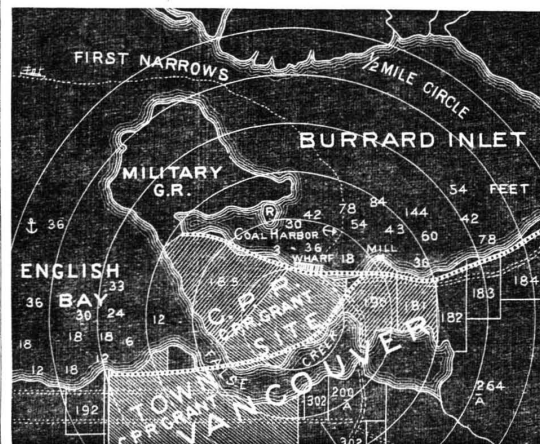 FIRST NARROWS
1/2 MILE CIRCLE
BURRARD INLET
MILITARY
G.R.
54 FEET
R
30 42 78 84 144 42
54 43 60 78
COAL HARBOR
3 36
WHARF 18
MILL
36
36
ENGLISH
BAY
33
36 30 24 12
18 18 18 6
12 18 12
185
C.P.R.
C.P.R. GRANT
SITE
196 181 182 183 184
FALSE
CREEK
TOWN
C.P.R. GRANT
VANCOUVER
192
302
200
A
264
A
302